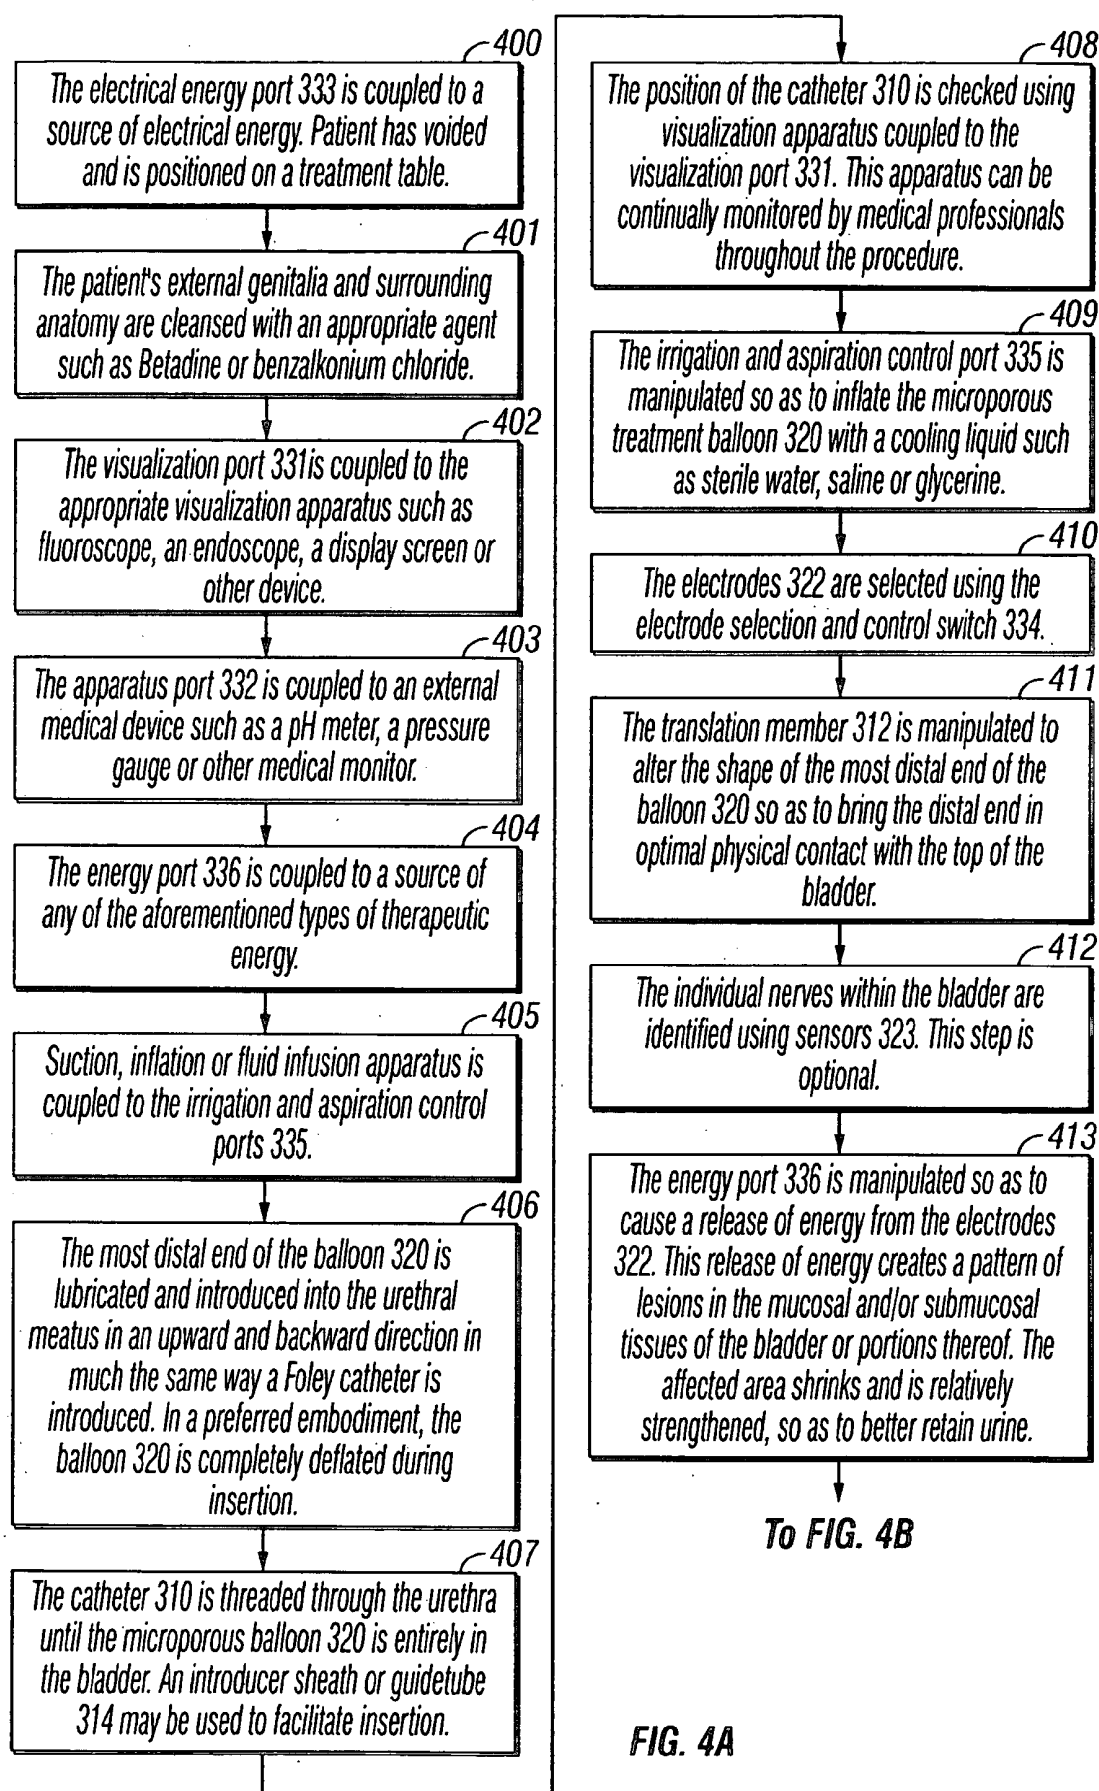 400
The electrical energy port 333 is coupled to a
source of electrical energy. Patient has voided
and is positioned on a treatment table.
401
The patient's external genitalia and surrounding
anatomy are cleansed with an appropriate agent
such as Betadine or benzalkonium chloride.
402
The visualization port 331 is coupled to the
appropriate visualization apparatus such as
fluoroscope, an endoscope, a display screen or
other device.
403
The apparatus port 332 is coupled to an external
medical device such as a pH meter, a pressure
gauge or other medical monitor.
404
The energy port 336 is coupled to a source of
any of the aforementioned types of therapeutic
energy.
405
Suction, inflation or fluid infusion apparatus is
coupled to the irrigation and aspiration control
ports 335.
406
The most distal end of the balloon 320 is
lubricated and introduced into the urethral
meatus in an upward and backward direction in
much the same way a Foley catheter is
introduced. In a preferred embodiment, the
balloon 320 is completely deflated during
insertion.
407
The catheter 310 is threaded through the urethra
until the microporous balloon 320 is entirely in
the bladder. An introducer sheath or guidetube
314 may be used to facilitate insertion.
408
The position of the catheter 310 is checked using
visualization apparatus coupled to the
visualization port 331. This apparatus can be
continually monitored by medical professionals
throughout the procedure.
409
The irrigation and aspiration control port 335 is
manipulated so as to inflate the microporous
treatment balloon 320 with a cooling liquid such
as sterile water, saline or glycerine.
410
The electrodes 322 are selected using the
electrode selection and control switch 334.
411
The translation member 312 is manipulated to
alter the shape of the most distal end of the
balloon 320 so as to bring the distal end in
optimal physical contact with the top of the
bladder.
412
The individual nerves within the bladder are
identified using sensors 323. This step is
optional.
413
The energy port 336 is manipulated so as to
cause a release of energy from the electrodes
322. This release of energy creates a pattern of
lesions in the mucosal and/or submucosal
tissues of the bladder or portions thereof. The
affected area shrinks and is relatively
strengthened, so as to better retain urine.
To FIG. 4B
FIG. 4A